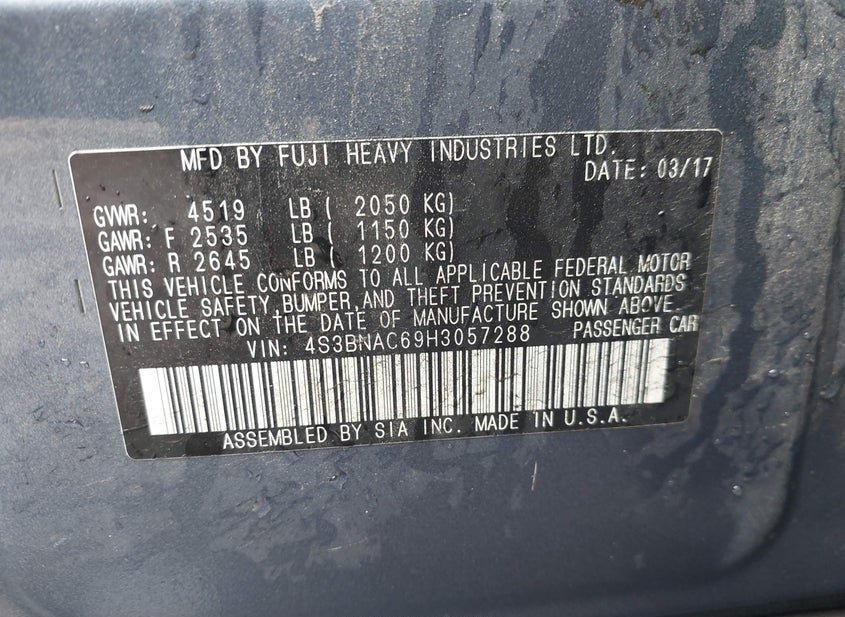 MFD BY FUJI HEAVY INDUSTRIES LTD.
DATE: 03/17
GVWR: 4519 LB ( 2050 KG)
GAWR: F 2535 LB ( 1150 KG)
GAWR: R 2645 LB ( 1200 KG)
THIS VEHICLE CONFORMS TO ALL APPLICABLE FEDERAL MOTOR
VEHICLE SAFETY,BUMPER,AND THEFT PREVENTION STANDARDS
IN EFFECT ON THE DATE OF MANUFACTURE SHOWN ABOVE
VIN: 4S3BNAC69H3057288 PASSENGER CAR
ASSEMBLED BY SIA INC. MADE IN U.S.A.